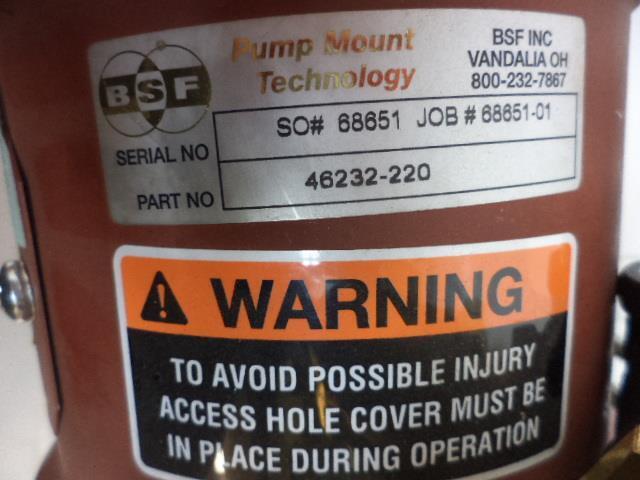 BSF
Pump Mount
Technology
BSF INC
VANDALIA OH
800-232-7867
SERIAL NO
SO# 68651 JOB # 68651-01
PART NO
46232-220
WARNING
TO AVOID POSSIBLE INJURY
ACCESS HOLE COVER MUST BE
IN PLACE DURING OPERATION